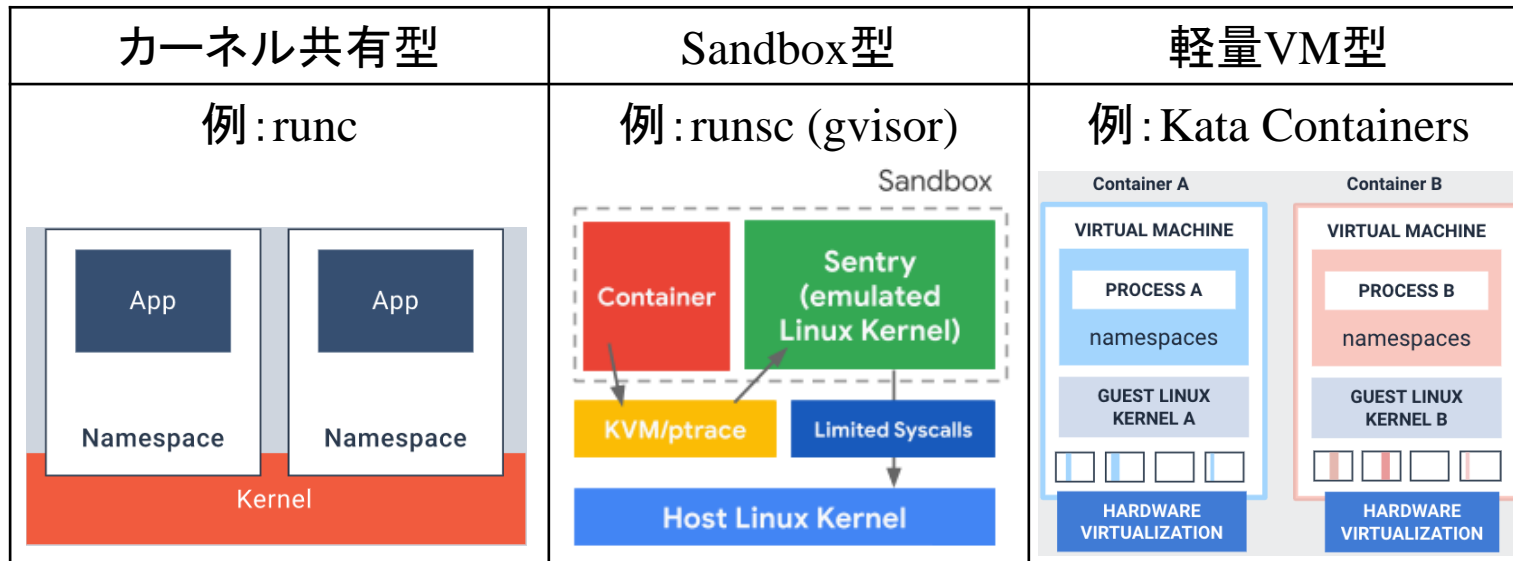 カーネル共有型
Sandbox型
軽量VM型
例：runc
例：runsc (gvisor)
例：Kata Containers
App
App
Namespace
Namespace
Kernel
Sandbox
Container
Sentry
(emulated
Linux Kernel)
KVM/ptrace
Limited Syscalls
Host Linux Kernel
Container A
VIRTUAL MACHINE
PROCESS A
namespaces
GUEST LINUX
KERNEL A
HARDWARE
VIRTUALIZATION
Container B
VIRTUAL MACHINE
PROCESS B
namespaces
GUEST LINUX
KERNEL B
HARDWARE
VIRTUALIZATION